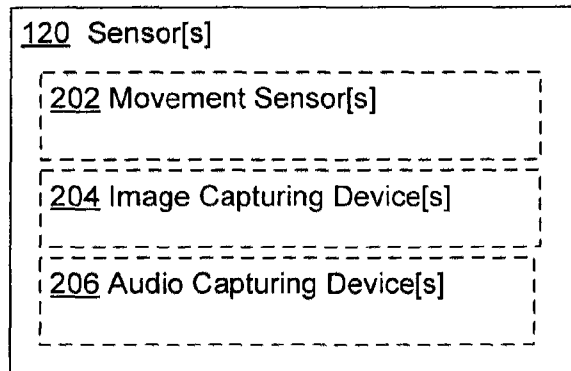 120 Sensor[s]
202 Movement Sensor[s]
204 Image Capturing Device[s]
206 Audio Capturing Device[s]